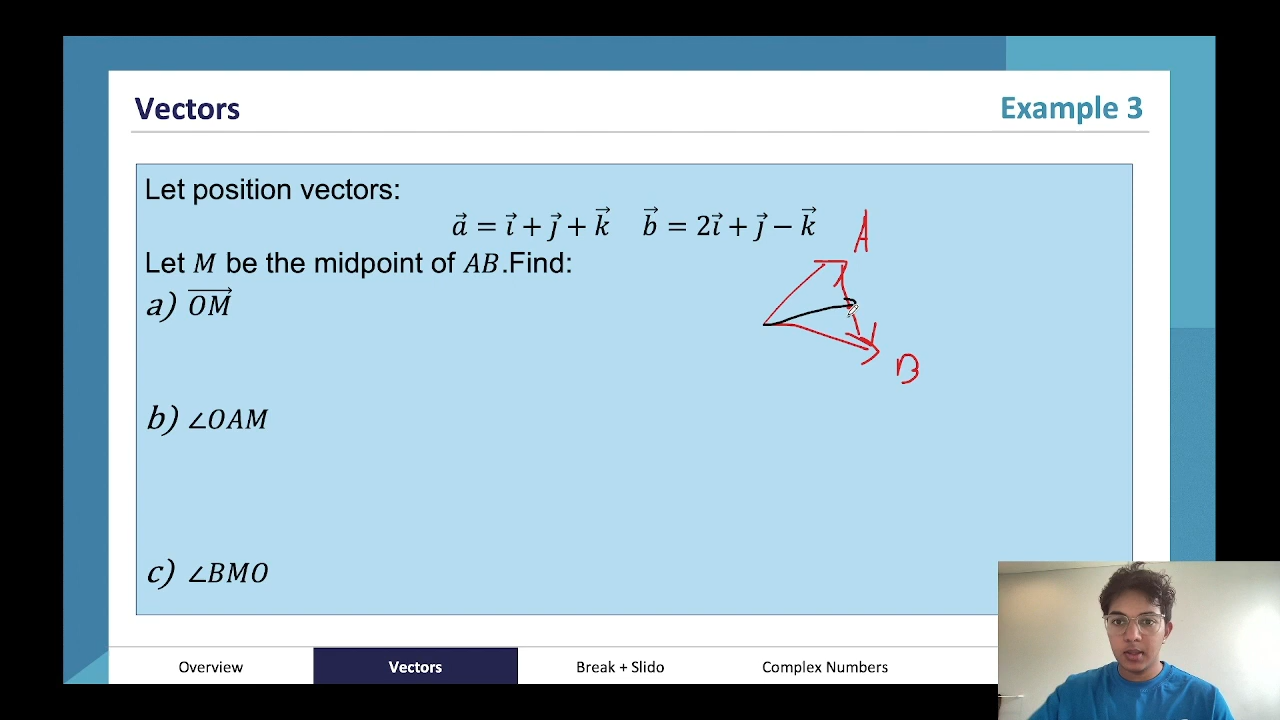 Vectors
Example 3
Let position vectors:
a⃗ = i⃗ + j⃗ + k⃗ b⃗ = 2i⃗ + j⃗ − k⃗
A
Let M be the midpoint of AB.Find:
a) OM⃗
B
b) ∠OAM
c) ∠BMO
Overview Vectors Break + Slido Complex Numbers